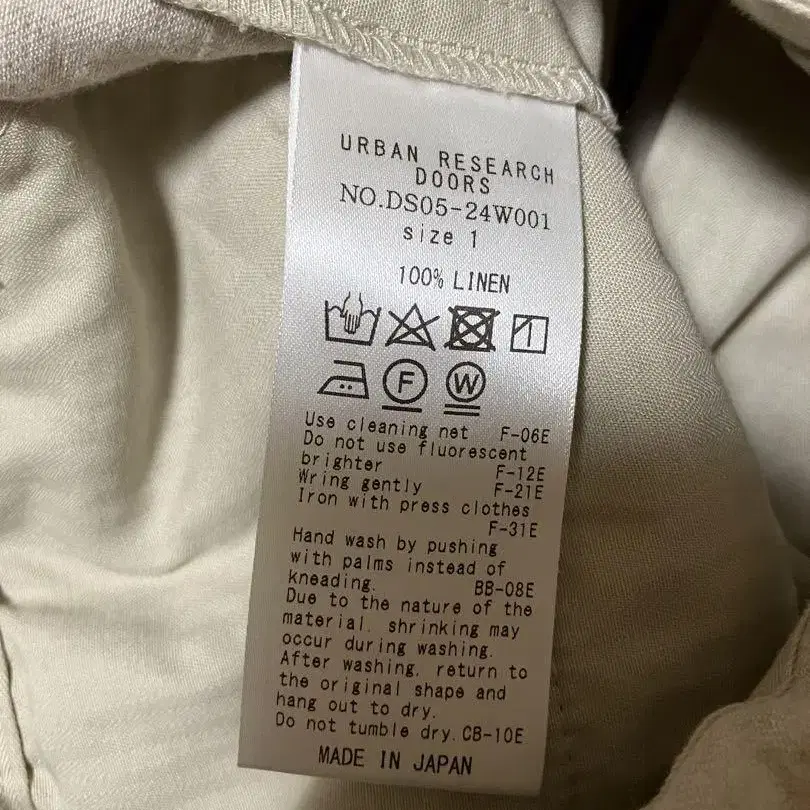 URBAN RESEARCH
DOORS
NO.DS05-24W001
size 1
100% LINEN
F W
Use cleaning net F-06E
Do not use fluorescent
brighter F-12E
Wring gently F-21E
Iron with press clothes
F-31E
Hand wash by pushing
with palms instead of
kneading. BB-08E
Due to the nature of the
material, shrinking may
occur during washing.
After washing, return to
the original shape and
hang out to dry.
Do not tumble dry. CB-10E
MADE IN JAPAN